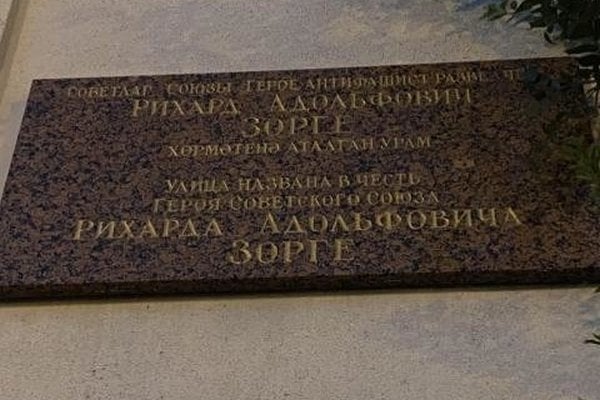 СОВЕТЛАР СОЮЗЫ ГЕРОЕ АНТИФАШИСТ РАЗВЕДЧ
РИХАРД АДОЛЬФОВИЧ
ЗОРГЕ
ХӨРМӘТЕНӘ АТАЛГАН УРАМ
УЛИЦА НАЗВАНА В ЧЕСТЬ
ГЕРОЯ СОВЕТСКОГО СОЮЗА
РИХАРДА АДОЛЬФОВИЧА
ЗОРГЕ